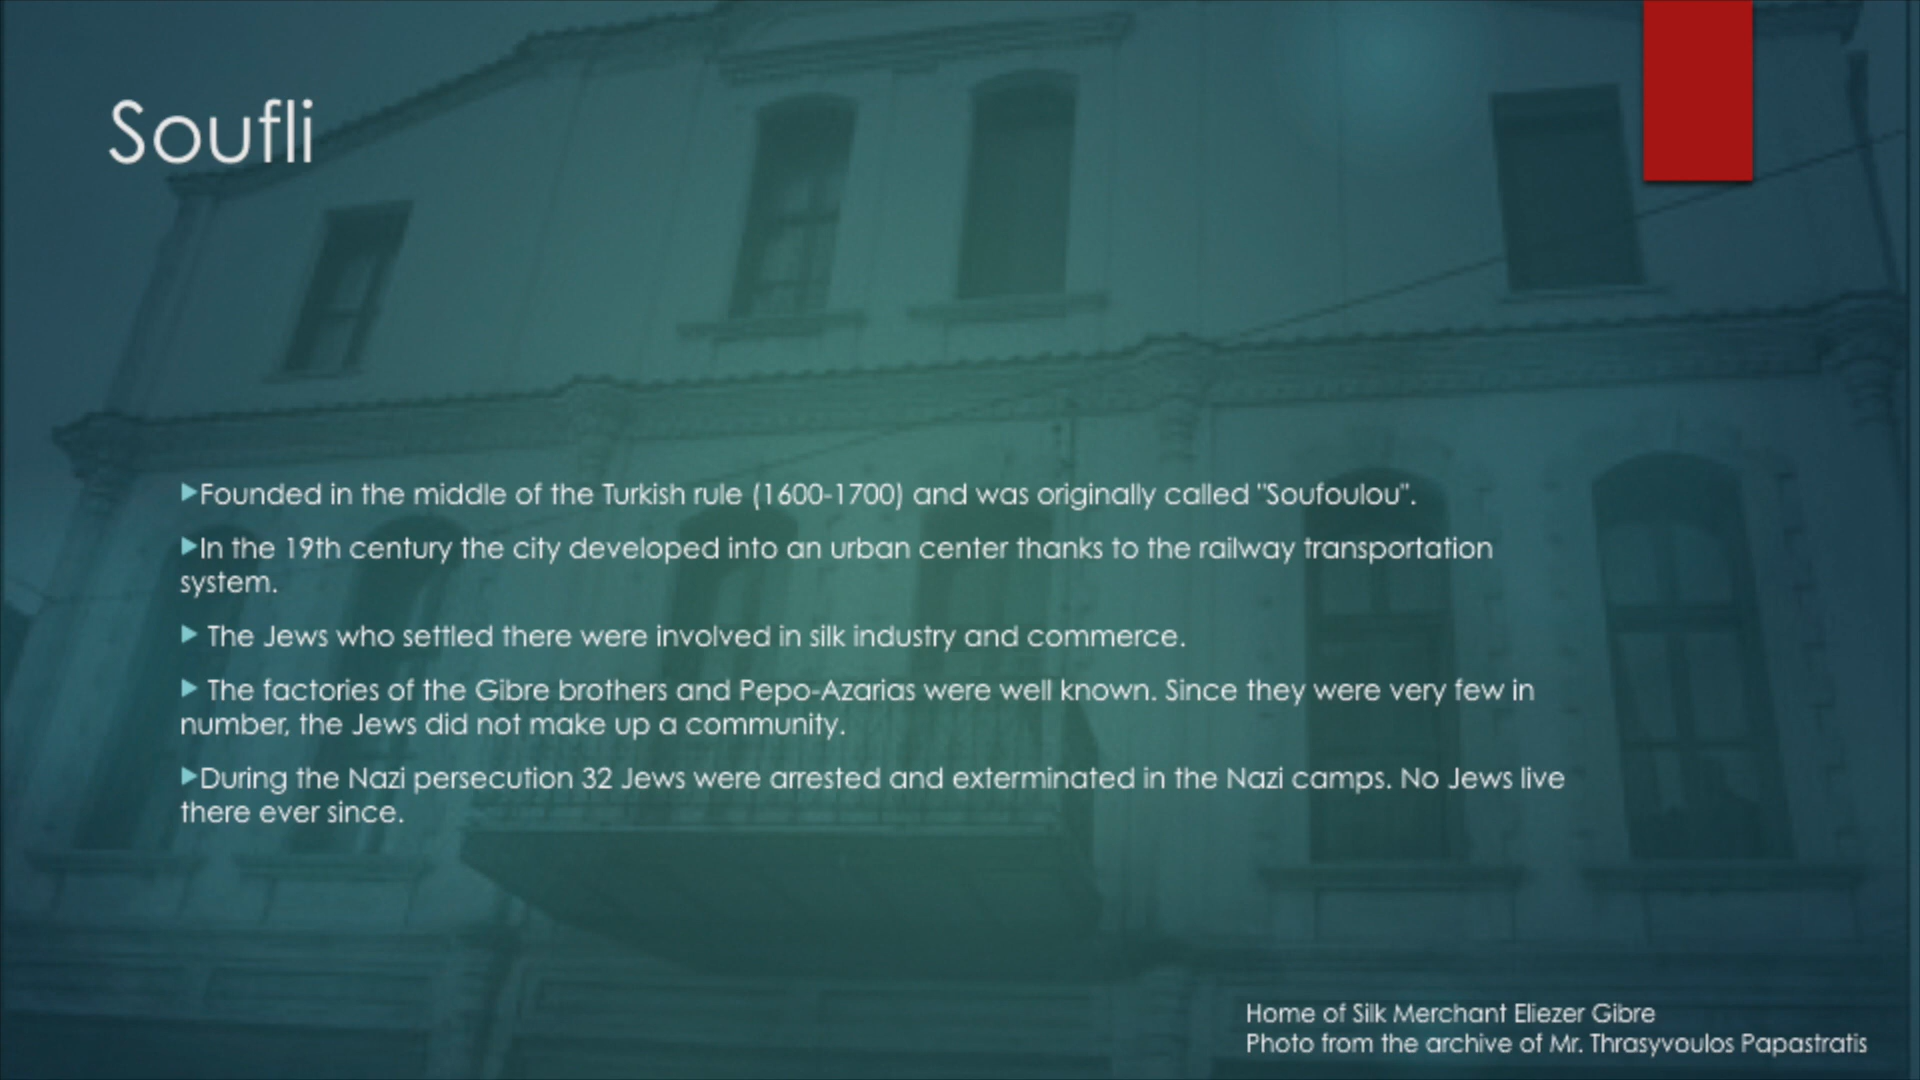 Soufli
Founded in the middle of the Turkish rule (1600-1700) and was originally called "Soufoulou".
In the 19th century the city developed into an urban center thanks to the railway transportation
system.
The Jews who settled there were involved in silk industry and commerce.
The factories of the Gibre brothers and Pepo-Azarias were well known. Since they were very few in
number, the Jews did not make up a community.
During the Nazi persecution 32 Jews were arrested and exterminated in the Nazi camps. No Jews live
there ever since.
Home of Silk Merchant Eliezer Gibre
Photo from the archive of Mr. Thrasyvoulos Papastratis